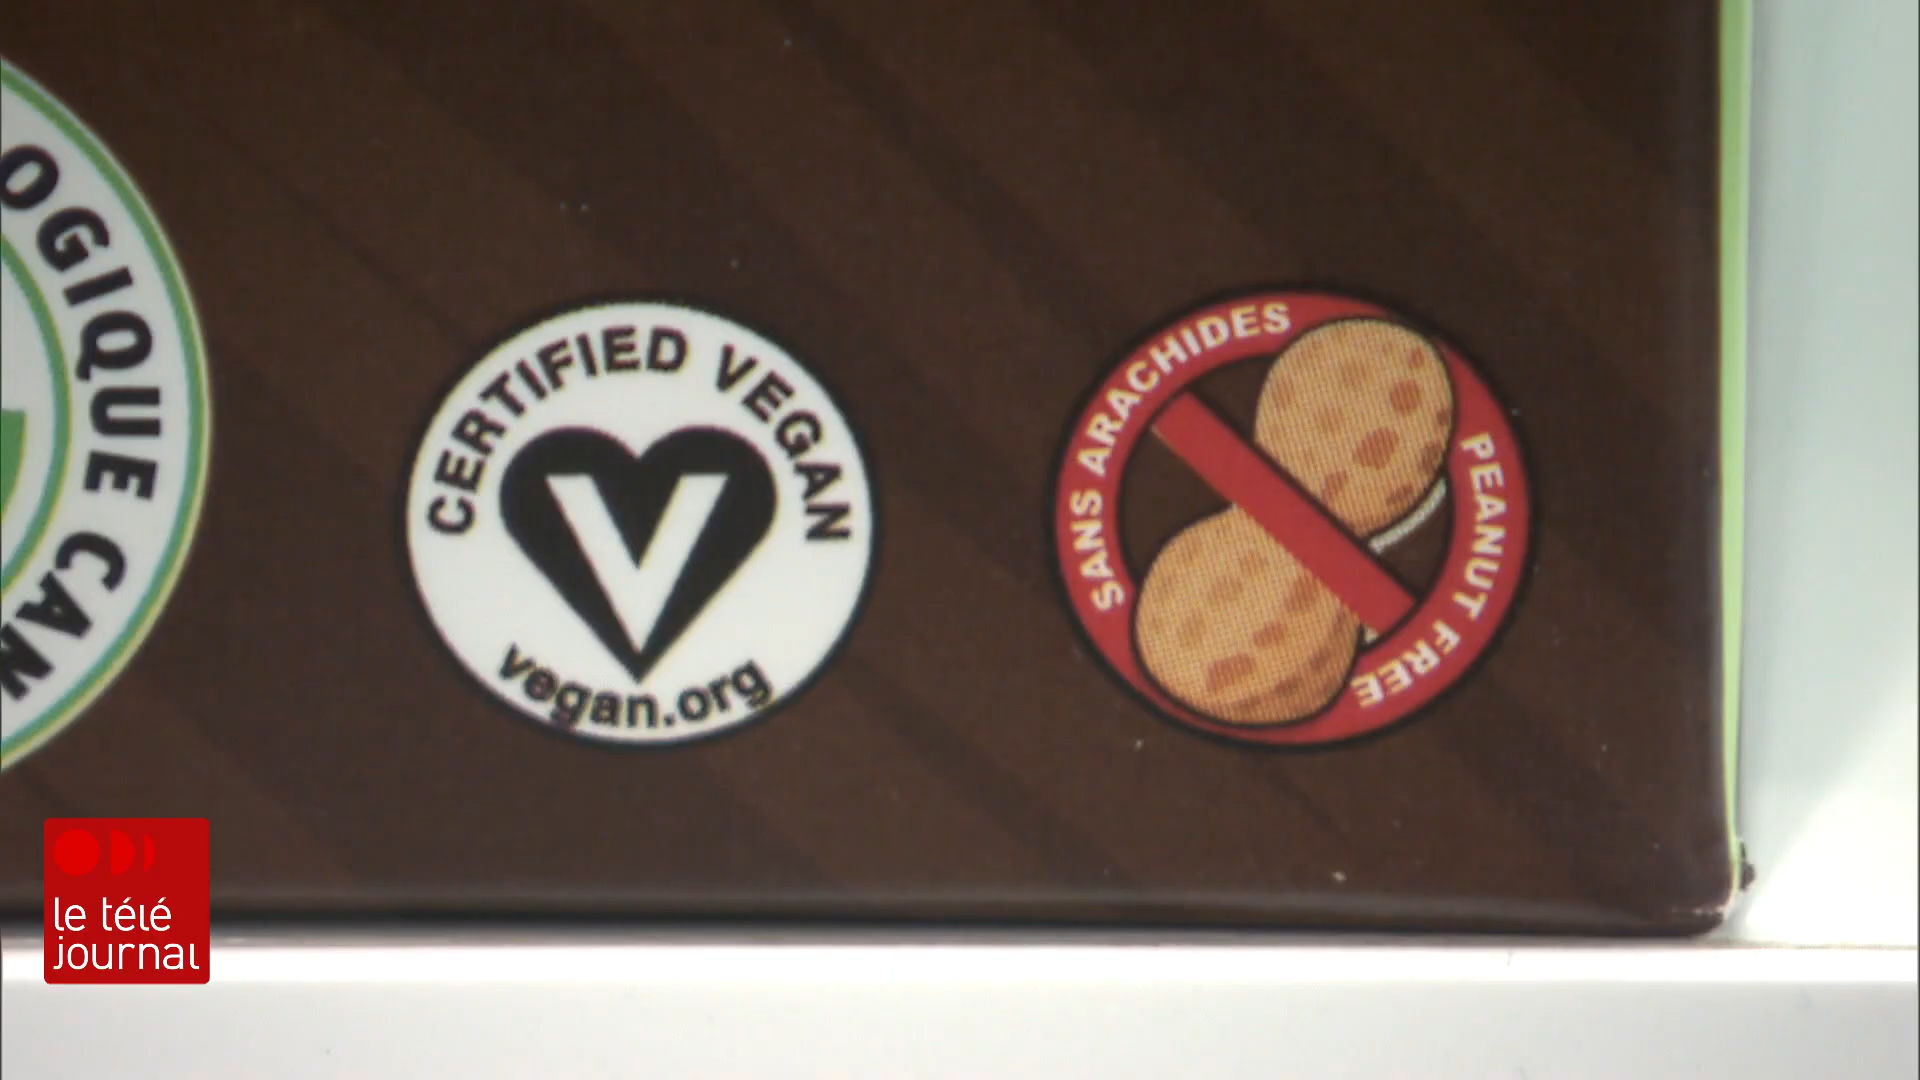 OGIQUE CAN
CERTIFIED VEGAN
V
vegan.org
SANS ARACHIDES
PEANUT FREE
le télé
journal